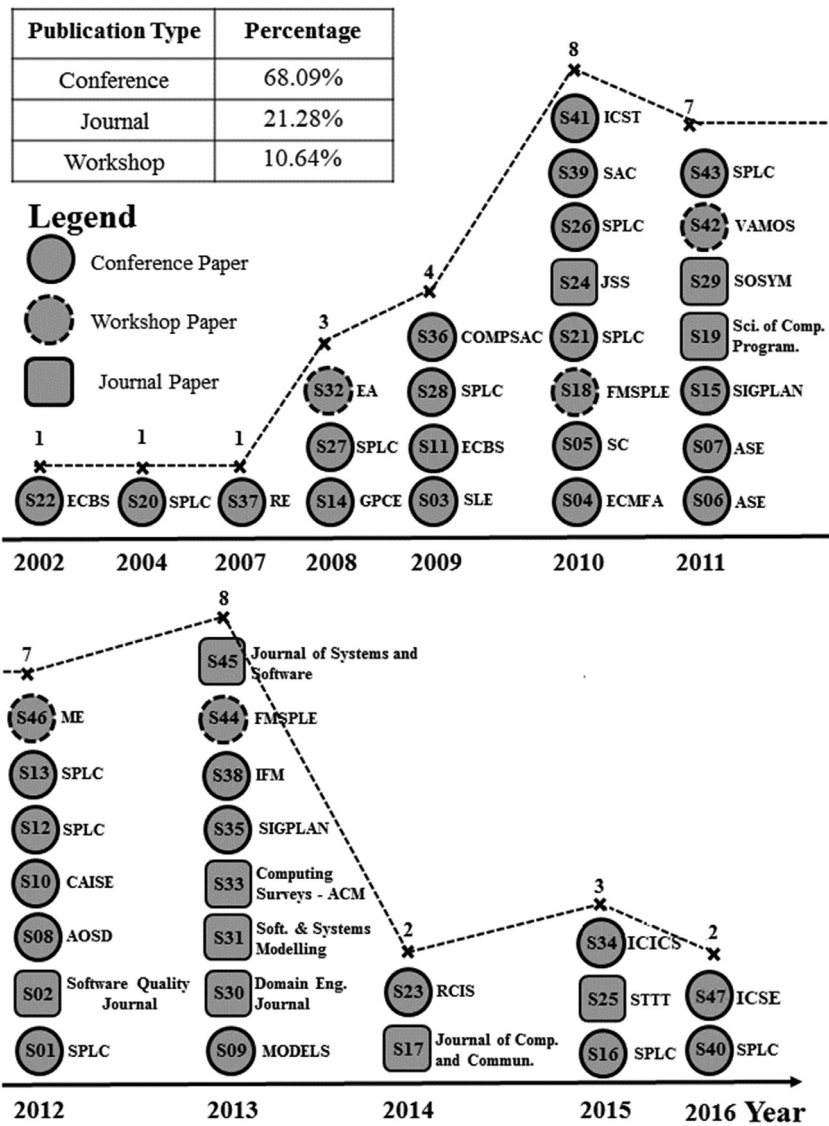 Publication Type Percentage
Conference 68.09%
Journal 21.28%
Workshop 10.64%
Legend
Conference Paper
Workshop Paper
Journal Paper
1
1
1
3
4
8
7
S22 ECBS
S20 SPLC
S37 RE
S32 EA
S27 SPLC
S14 GPCE
S36 COMPSAC
S28 SPLC
S11 ECBS
S03 SLE
S41 ICST
S39 SAC
S26 SPLC
S24 JSS
S21 SPLC
S18 FMSPLE
S05 SC
S04 ECMFA
S43 SPLC
S42 VAMOS
S29 SOSYM
S19 Sci. of Comp.
Program.
S15 SIGPLAN
S07 ASE
S06 ASE
2002 2004 2007 2008 2009 2010 2011
7
8
2
3
2
S46 ME
S13 SPLC
S12 SPLC
S10 CAISE
S08 AOSD
S02 Software Quality
Journal
S01 SPLC
S45 Journal of Systems and
Software
S44 FMSPLE
S38 IFM
S35 SIGPLAN
S33 Computing
Surveys - ACM
S31 Soft. & Systems
Modelling
S30 Domain Eng.
Journal
S09 MODELS
S23 RCIS
S17 Journal of Comp.
and Commun.
S34 ICICS
S25 STTT
S16 SPLC
S47 ICSE
S40 SPLC
2012 2013 2014 2015 2016 Year